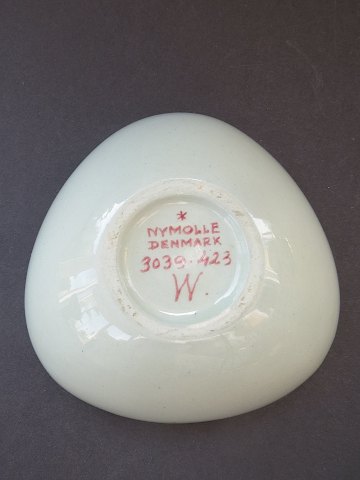 *
NYMOLLE
DENMARK
3039-423
W.